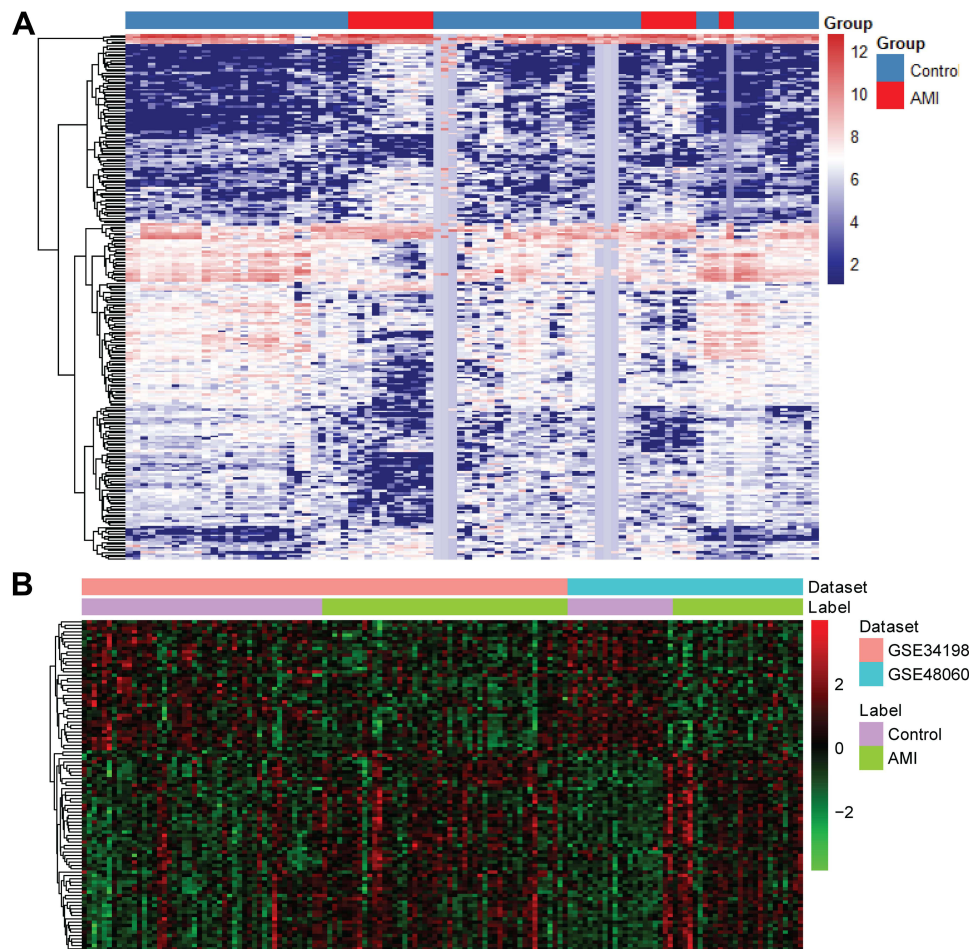 A
Group
12
10
8
6
4
2
Group
Control
AMI
B
Dataset
Label
2
0
−2
Dataset
GSE34198
GSE48060
Label
Control
AMI